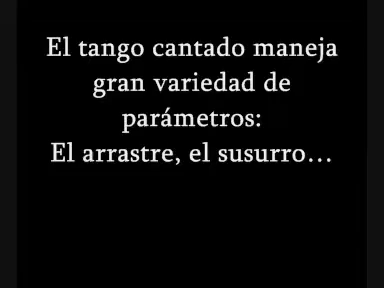 El tango cantado maneja
gran variedad de
parámetros:
El arrastre, el susurro...